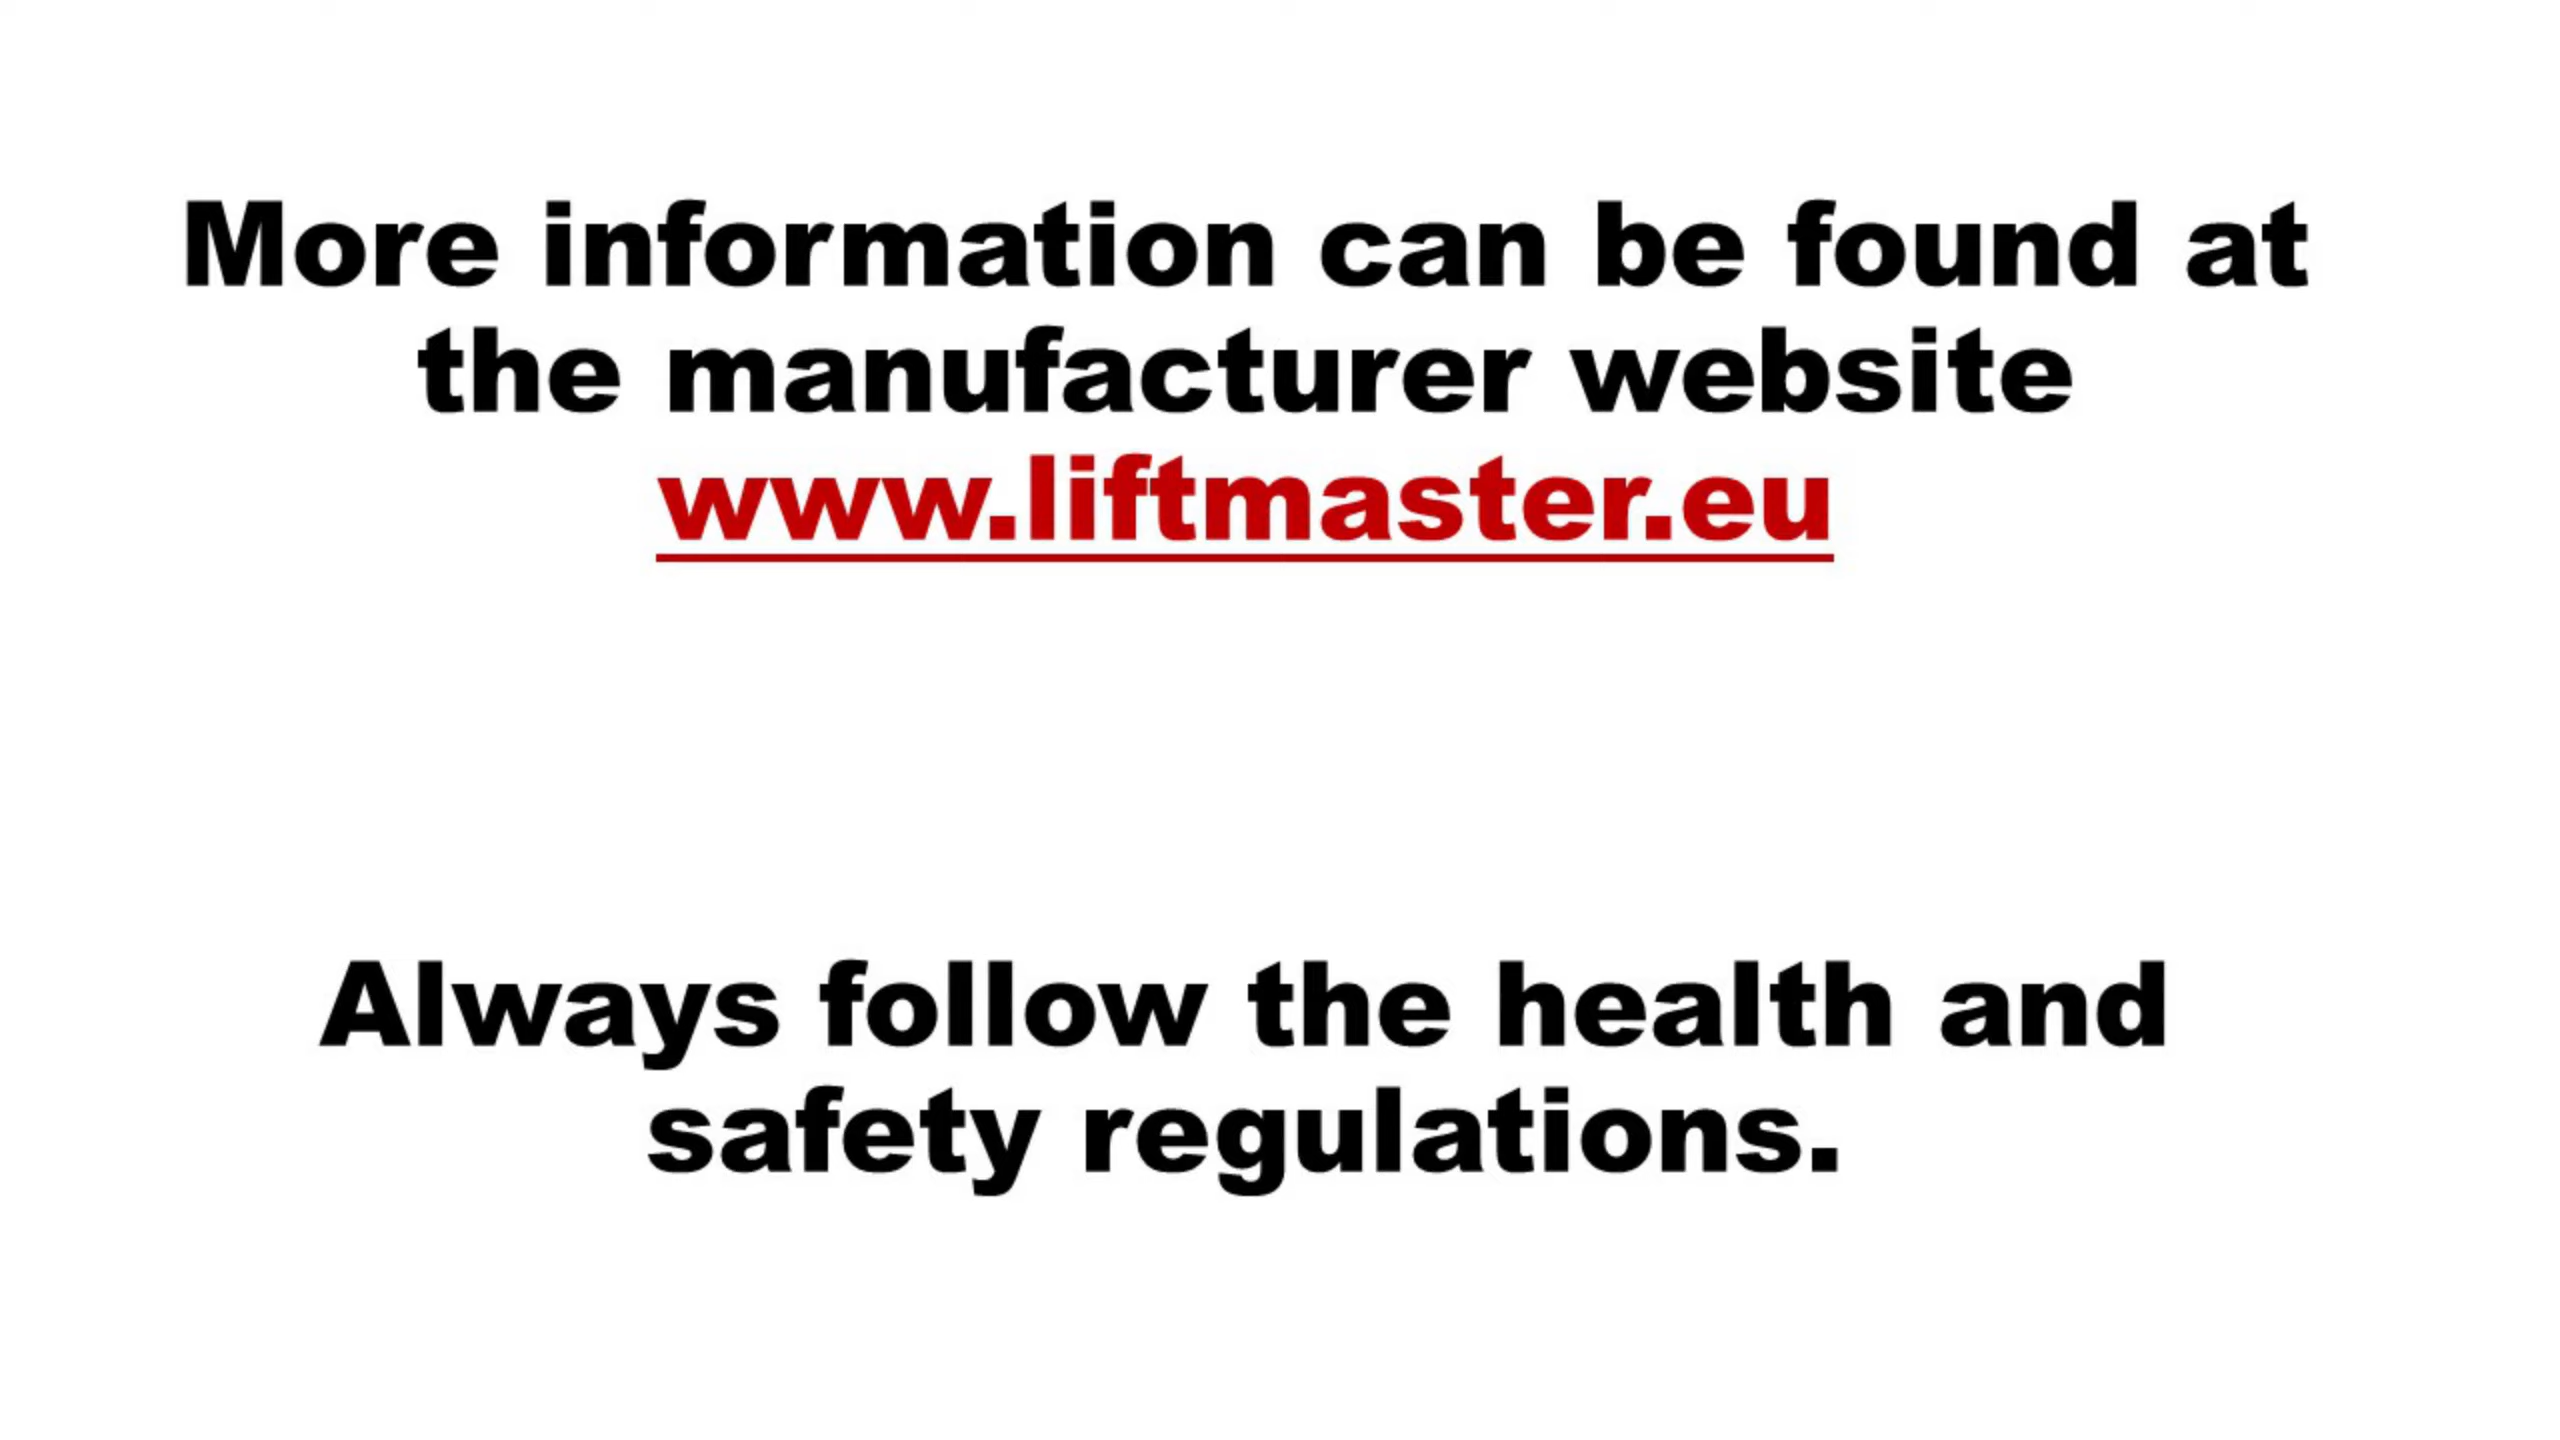 More information can be found at
the manufacturer website
www.liftmaster.eu
Always follow the health and
safety regulations.